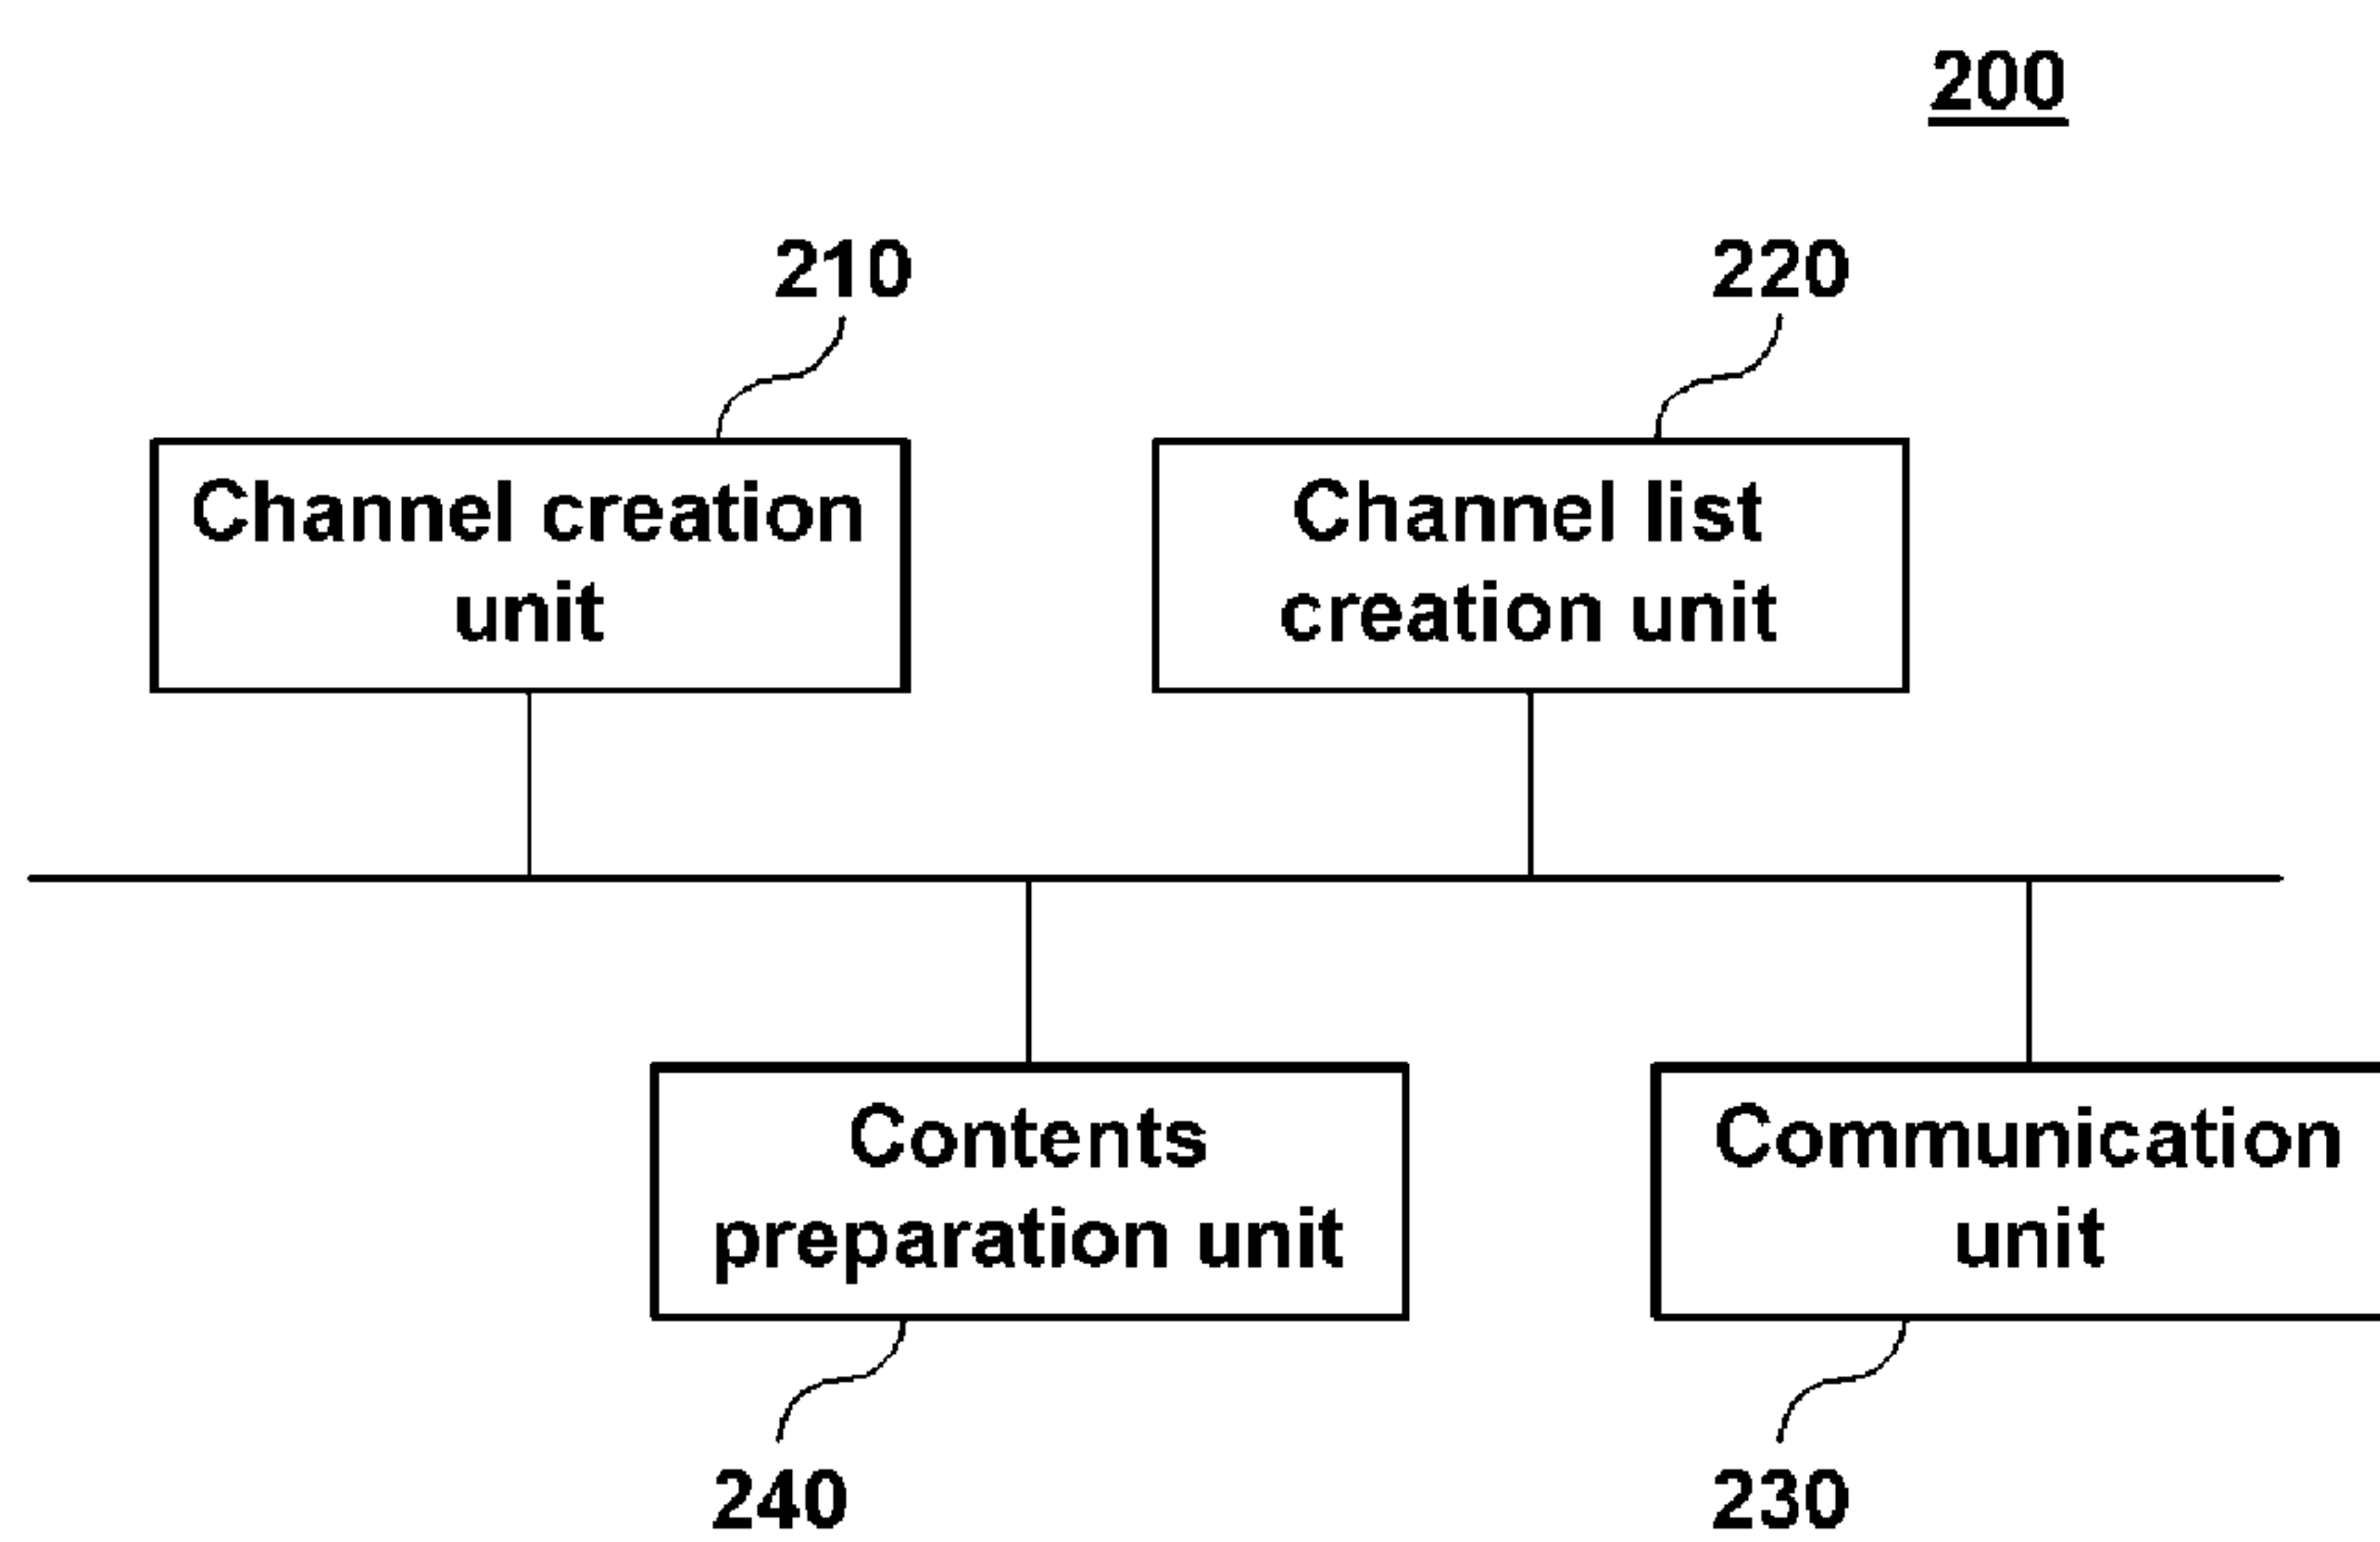 200
210
220
Channel creation
unit
Channel list
creation unit
Contents
preparation unit
Communication
unit
240
230